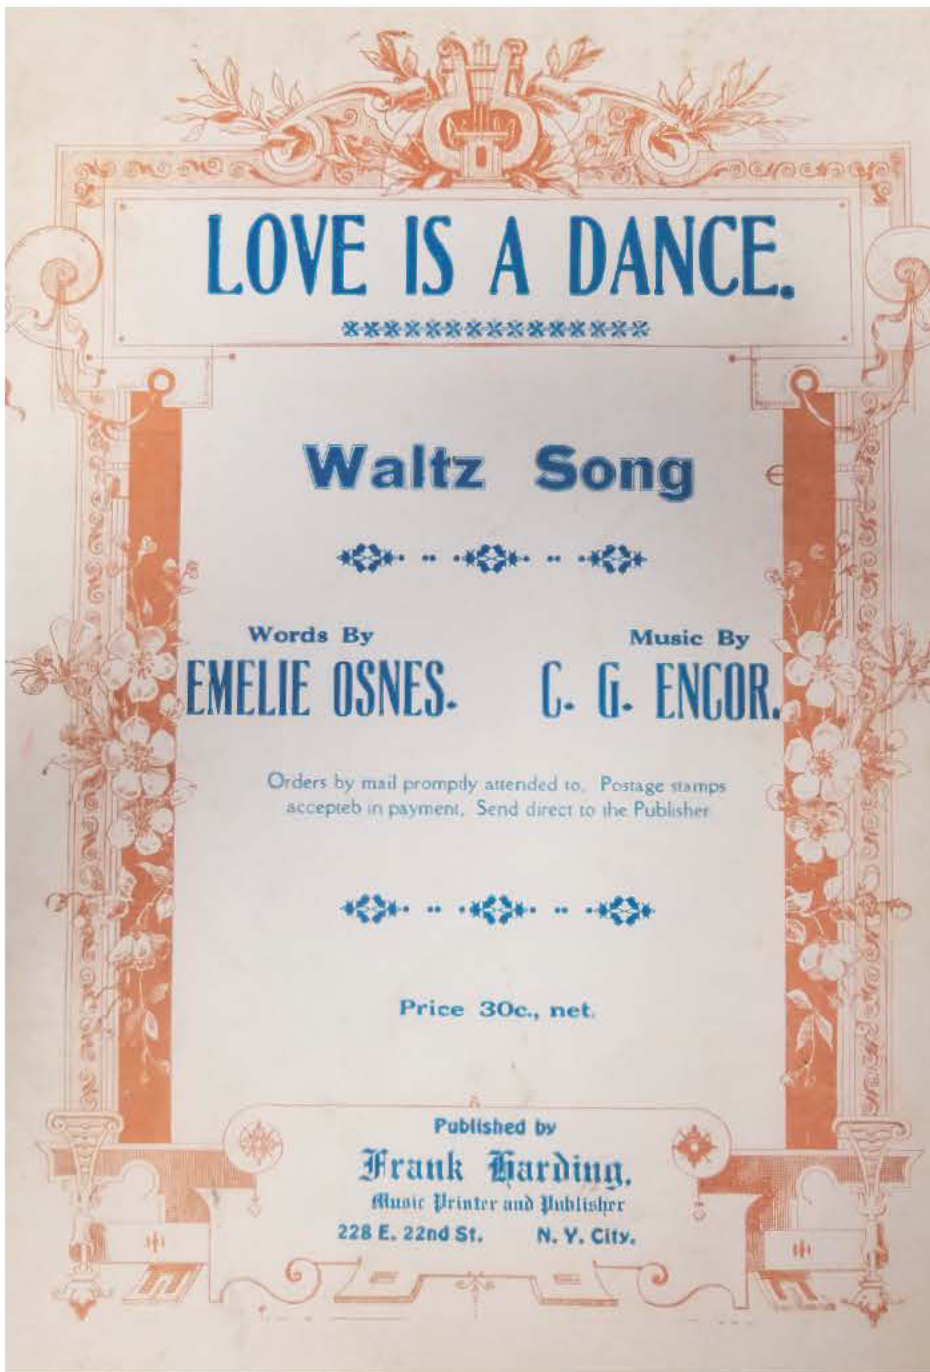 LOVE IS A DANCE.
Waltz Song
Words By
EMELIE OSNES.
Music By
C. G. ENCOR.
Orders by mail promptly attended to. Postage stamps
accepteb in payment. Send direct to the Publisher
Price 30c., net.
Published by
Frank Harding.
Music Printer and Publisher
228 E. 22nd St. N. Y. City.